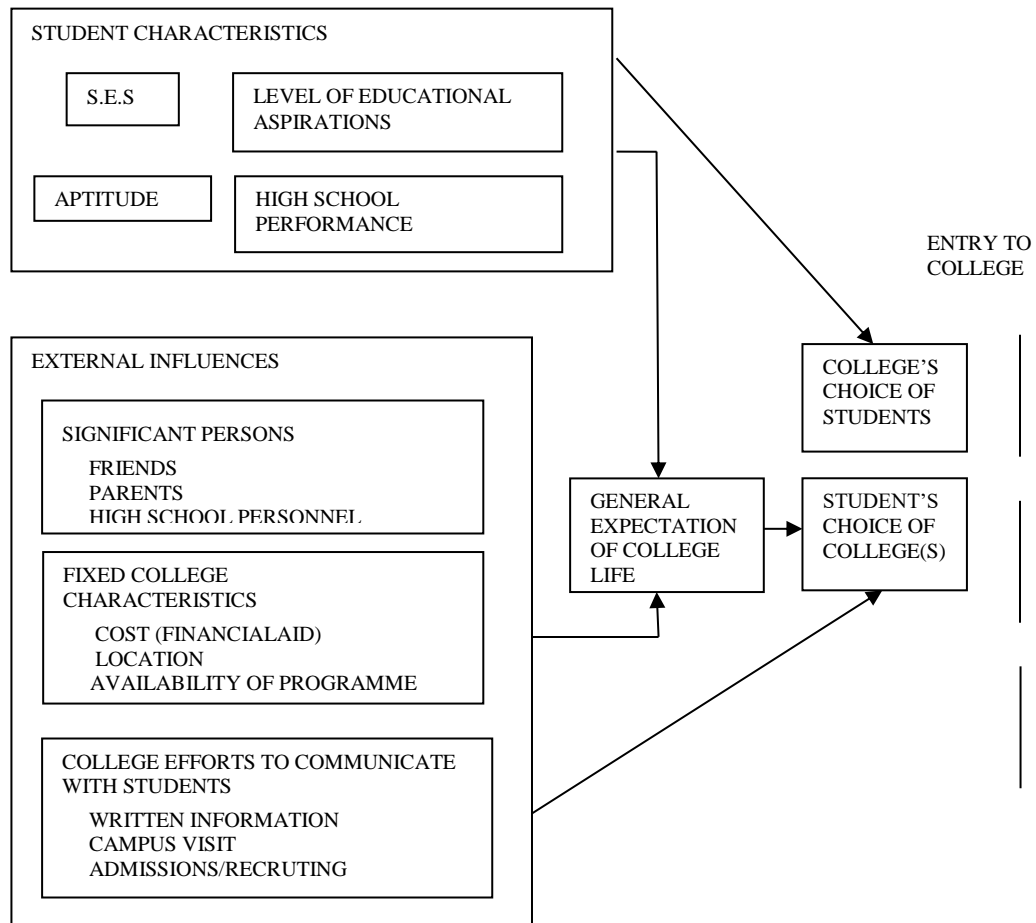 STUDENT CHARACTERISTICS
S.E.S
LEVEL OF EDUCATIONAL
ASPIRATIONS
APTITUDE
HIGH SCHOOL
PERFORMANCE
ENTRY TO
COLLEGE
EXTERNAL INFLUENCES
SIGNIFICANT PERSONS
FRIENDS
PARENTS
HIGH SCHOOL PERSONNEL
FIXED COLLEGE
CHARACTERISTICS
COST (FINANCIALAID)
LOCATION
AVAILABILITY OF PROGRAMME
COLLEGE EFFORTS TO COMMUNICATE
WITH STUDENTS
WRITTEN INFORMATION
CAMPUS VISIT
ADMISSIONS/RECRUTING
GENERAL
EXPECTATION
OF COLLEGE
LIFE
COLLEGE’S
CHOICE OF
STUDENTS
STUDENT’S
CHOICE OF
COLLEGE(S)